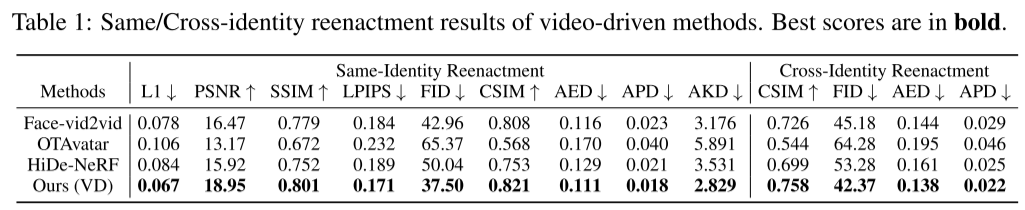 Table 1: Same/Cross-identity reenactment results of video-driven methods. Best scores are in bold.
Same-Identity Reenactment Cross-Identity Reenactment
Methods L1 ↓ PSNR ↑ SSIM ↑ LPIPS ↓ FID ↓ CSIM ↑ AED ↓ APD ↓ AKD ↓ CSIM ↑ FID ↓ AED ↓ APD ↓
Face-vid2vid 0.078 16.47 0.779 0.184 42.96 0.808 0.116 0.023 3.176 0.726 45.18 0.144 0.029
OTAvatar 0.106 13.17 0.672 0.232 65.37 0.568 0.170 0.040 5.891 0.544 64.28 0.195 0.046
HiDe-NeRF 0.084 15.92 0.752 0.189 50.04 0.753 0.129 0.021 3.531 0.699 53.28 0.161 0.025
Ours (VD) 0.067 18.95 0.801 0.171 37.50 0.821 0.111 0.018 2.829 0.758 42.37 0.138 0.022